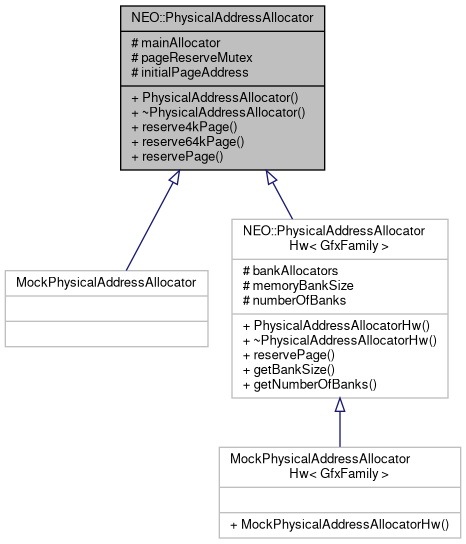 NEO::PhysicalAddressAllocator
# mainAllocator
# pageReserveMutex
# initialPageAddress
+ PhysicalAddressAllocator()
+ ~PhysicalAddressAllocator()
+ reserve4kPage()
+ reserve64kPage()
+ reservePage()
MockPhysicalAddressAllocator
NEO::PhysicalAddressAllocator
Hw< GfxFamily >
# bankAllocators
# memoryBankSize
# numberOfBanks
+ PhysicalAddressAllocatorHw()
+ ~PhysicalAddressAllocatorHw()
+ reservePage()
+ getBankSize()
+ getNumberOfBanks()
MockPhysicalAddressAllocator
Hw< GfxFamily >
+ MockPhysicalAddressAllocatorHw()